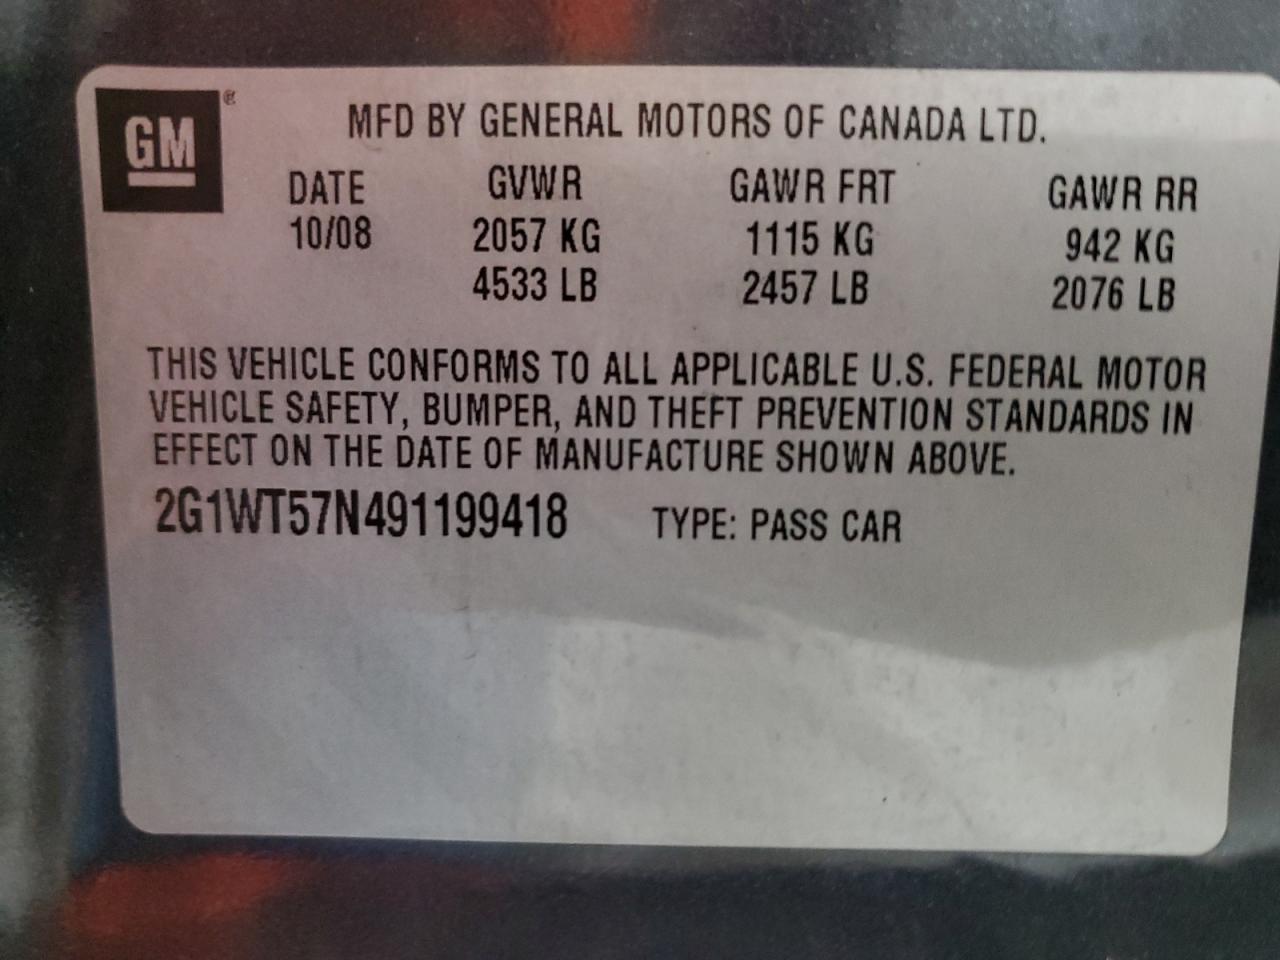 GM®
MFD BY GENERAL MOTORS OF CANADA LTD.
DATE GVWR GAWR FRT GAWR RR
10/08 2057 KG 1115 KG 942 KG
4533 LB 2457 LB 2076 LB
THIS VEHICLE CONFORMS TO ALL APPLICABLE U.S. FEDERAL MOTOR
VEHICLE SAFETY, BUMPER, AND THEFT PREVENTION STANDARDS IN
EFFECT ON THE DATE OF MANUFACTURE SHOWN ABOVE.
2G1WT57N491199418 TYPE: PASS CAR